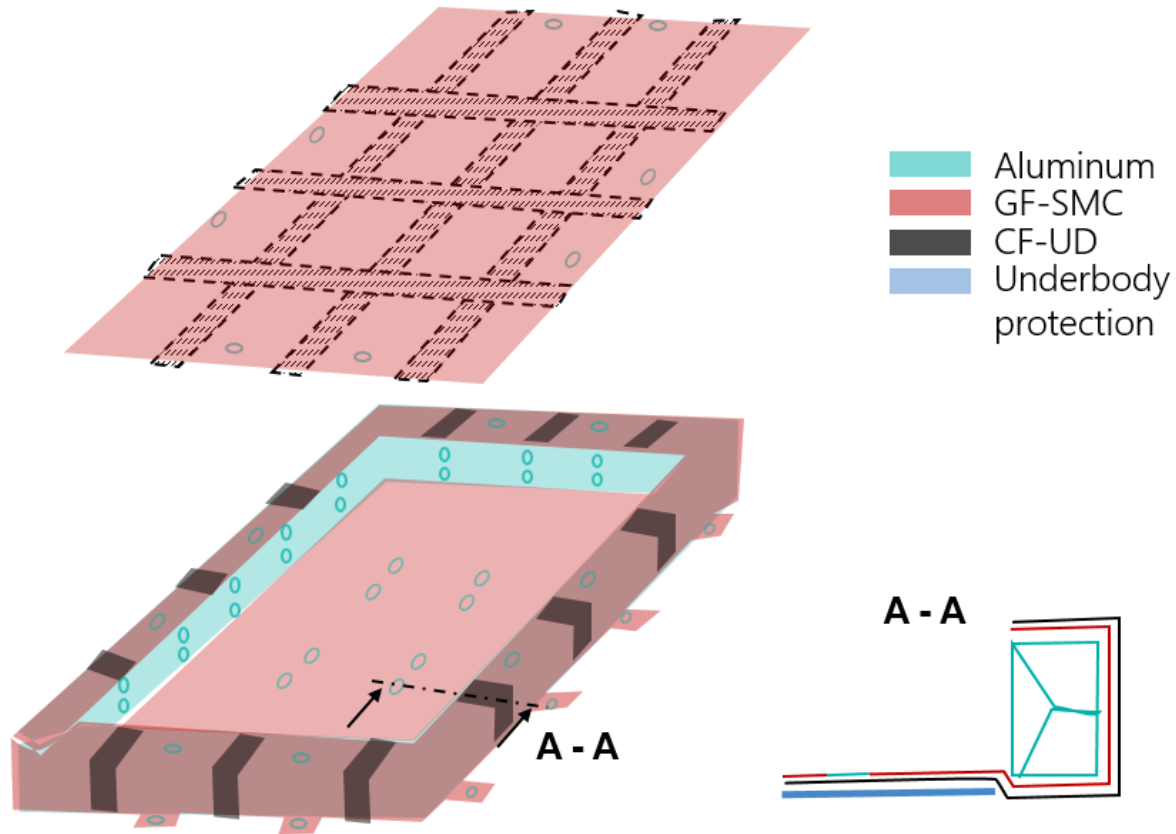 Aluminum
GF-SMC
CF-UD
Underbody
protection
A - A
A - A